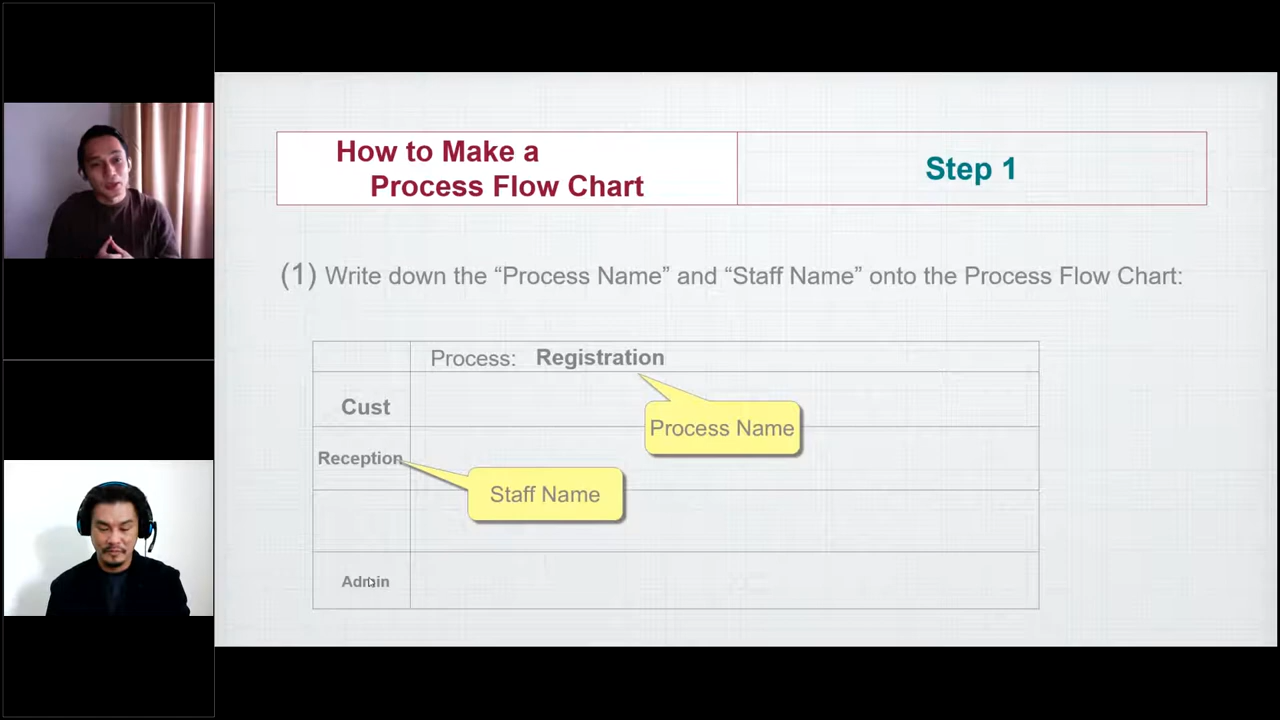 How to Make a
Process Flow Chart
Step 1
(1) Write down the “Process Name” and “Staff Name” onto the Process Flow Chart:
Process: Registration
Cust
Process Name
Reception
Staff Name
Admin